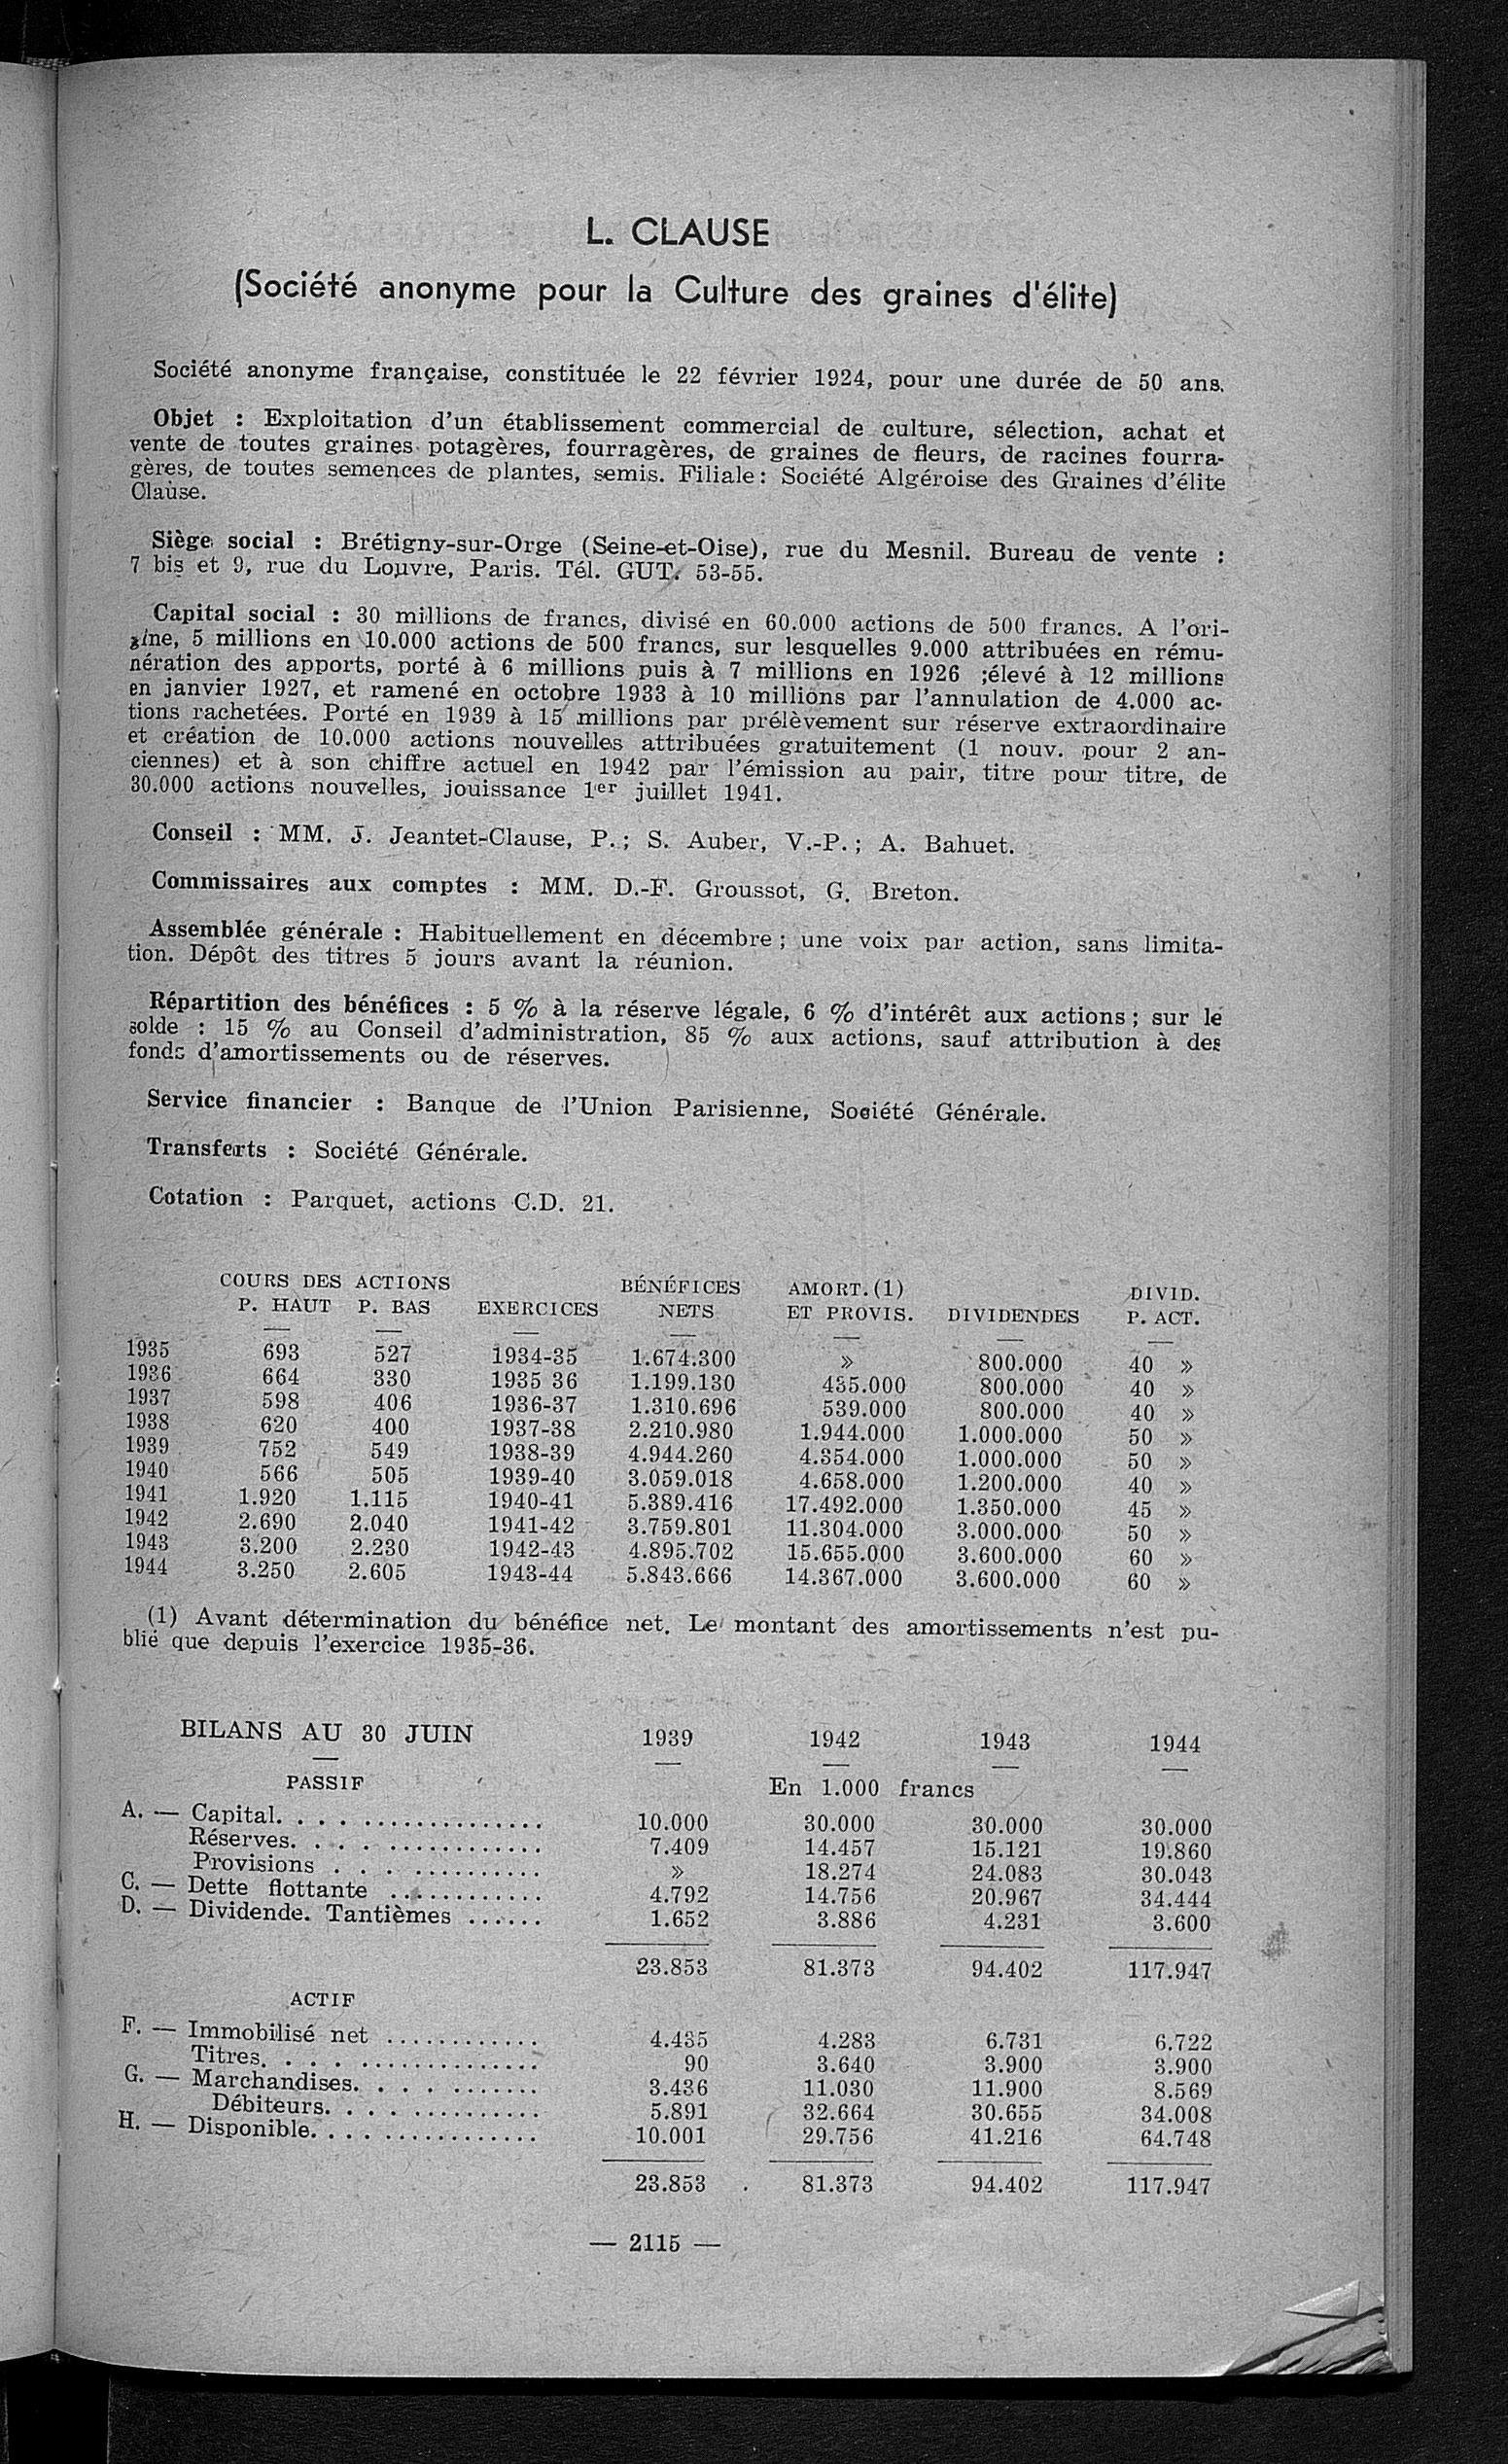 L. CLAUSE
(Société anonyme pour la Culture des graines d'élite)
Société anonyme française, constituée le 22 février 1924, pour une durée de 50 ans.
Objet : Exploitation d'un établissement commercial de culture, sélection, achat et
vente de toutes graines potagères, fourragères, de graines de fleurs, de racines fourra-
gères, de toutes semences de plantes, semis. Filiale : Société Algéroise des Graines d'élite
Clause.
Siège social : Brétigny-sur-Orge (Seine-et-Oise), rue du Mesnil. Bureau de vente :
7 bis et 9, rue du Louvre, Paris. Tél. GUT. 53-55.
Capital social : 30 millions de francs, divisé en 60.000 actions de 500 francs. A l'ori-
gine, 5 millions en 10.000 actions de 500 francs, sur lesquelles 9.000 attribuées en rému-
nération des apports, porté à 6 millions puis à 7 millions en 1926 ;élevé à 12 millions
en janvier 1927, et ramené en octobre 1933 à 10 millions par l'annulation de 4.000 ac-
tions rachetées. Porté en 1939 à 15 millions par prélèvement sur réserve extraordinaire
et création de 10.000 actions nouvelles attribuées gratuitement (1 nouv. pour 2 an-
ciennes) et à son chiffre actuel en 1942 par l'émission au pair, titre pour titre, de
30.000 actions nouvelles, jouissance 1er juillet 1941.
Conseil : MM. J. Jeantet-Clause, P. ; S. Auber, V.-P. ; A. Bahuet.
Commissaires aux comptes : MM. D.-F. Groussot, G. Breton.
Assemblée générale : Habituellement en décembre ; une voix par action, sans limita-
tion. Dépôt des titres 5 jours avant la réunion.
Répartition des bénéfices : 5 % à la réserve légale, 6 % d'intérêt aux actions ; sur le
solde : 15 % au Conseil d'administration, 85 % aux actions, sauf attribution à des
fonds d'amortissements ou de réserves.
Service financier : Banque de l'Union Parisienne, Société Générale.
Transferts : Société Générale.
Cotation : Parquet, actions C.D. 21.
COURS DES ACTIONS BÉNÉFICES AMORT. (1) DIVID.
P. HAUT P. BAS EXERCICES NETS ET PROVIS. DIVIDENDES P. ACT.
1935 693 527 1934-35 1.674.300 » 800.000 40 »
1936 664 330 1935 36 1.199.130 435.000 800.000 40 »
1937 598 406 1936-37 1.310.696 539.000 800.000 40 »
1938 620 400 1937-38 2.210.980 1.944.000 1.000.000 50 »
1939 752 549 1938-39 4.944.260 4.354.000 1.000.000 50 »
1940 566 505 1939-40 3.059.018 4.658.000 1.200.000 40 »
1941 1.920 1.115 1940-41 5.389.416 17.492.000 1.350.000 45 »
1942 2.690 2.040 1941-42 3.759.801 11.304.000 3.000.000 50 »
1943 3.200 2.230 1942-43 4.895.702 15.655.000 3.600.000 60 »
1944 3.250 2.605 1943-44 5.843.666 14.367.000 3.600.000 60 »
(1) Avant détermination du bénéfice net. Le montant des amortissements n'est pu-
blié que depuis l'exercice 1935-36.
BILANS AU 30 JUIN 1939 1942 1943 1944
PASSIF En 1.000 francs
A. — Capital. . . . ............... 10.000 30.000 30.000 30.000
Réserves. . . . ............ 7.409 14.457 15.121 19.860
Provisions . . . .......... » 18.274 24.083 30.043
C. — Dette flottante ............ 4.792 14.756 20.967 34.444
D. — Dividende. Tantièmes ...... 1.652 3.886 4.231 3.600
23.853 81.373 94.402 117.947
ACTIF
F. — Immobilisé net ............ 4.435 4.283 6.731 6.722
Titres. . . . .............. 90 3.640 3.900 3.900
G. — Marchandises. . . . ....... 3.436 11.030 11.900 8.569
Débiteurs. . . . .......... 5.891 32.664 30.655 34.008
H. — Disponible. . . . ............ 10.001 29.756 41.216 64.748
23.853 81.373 94.402 117.947
— 2115 —